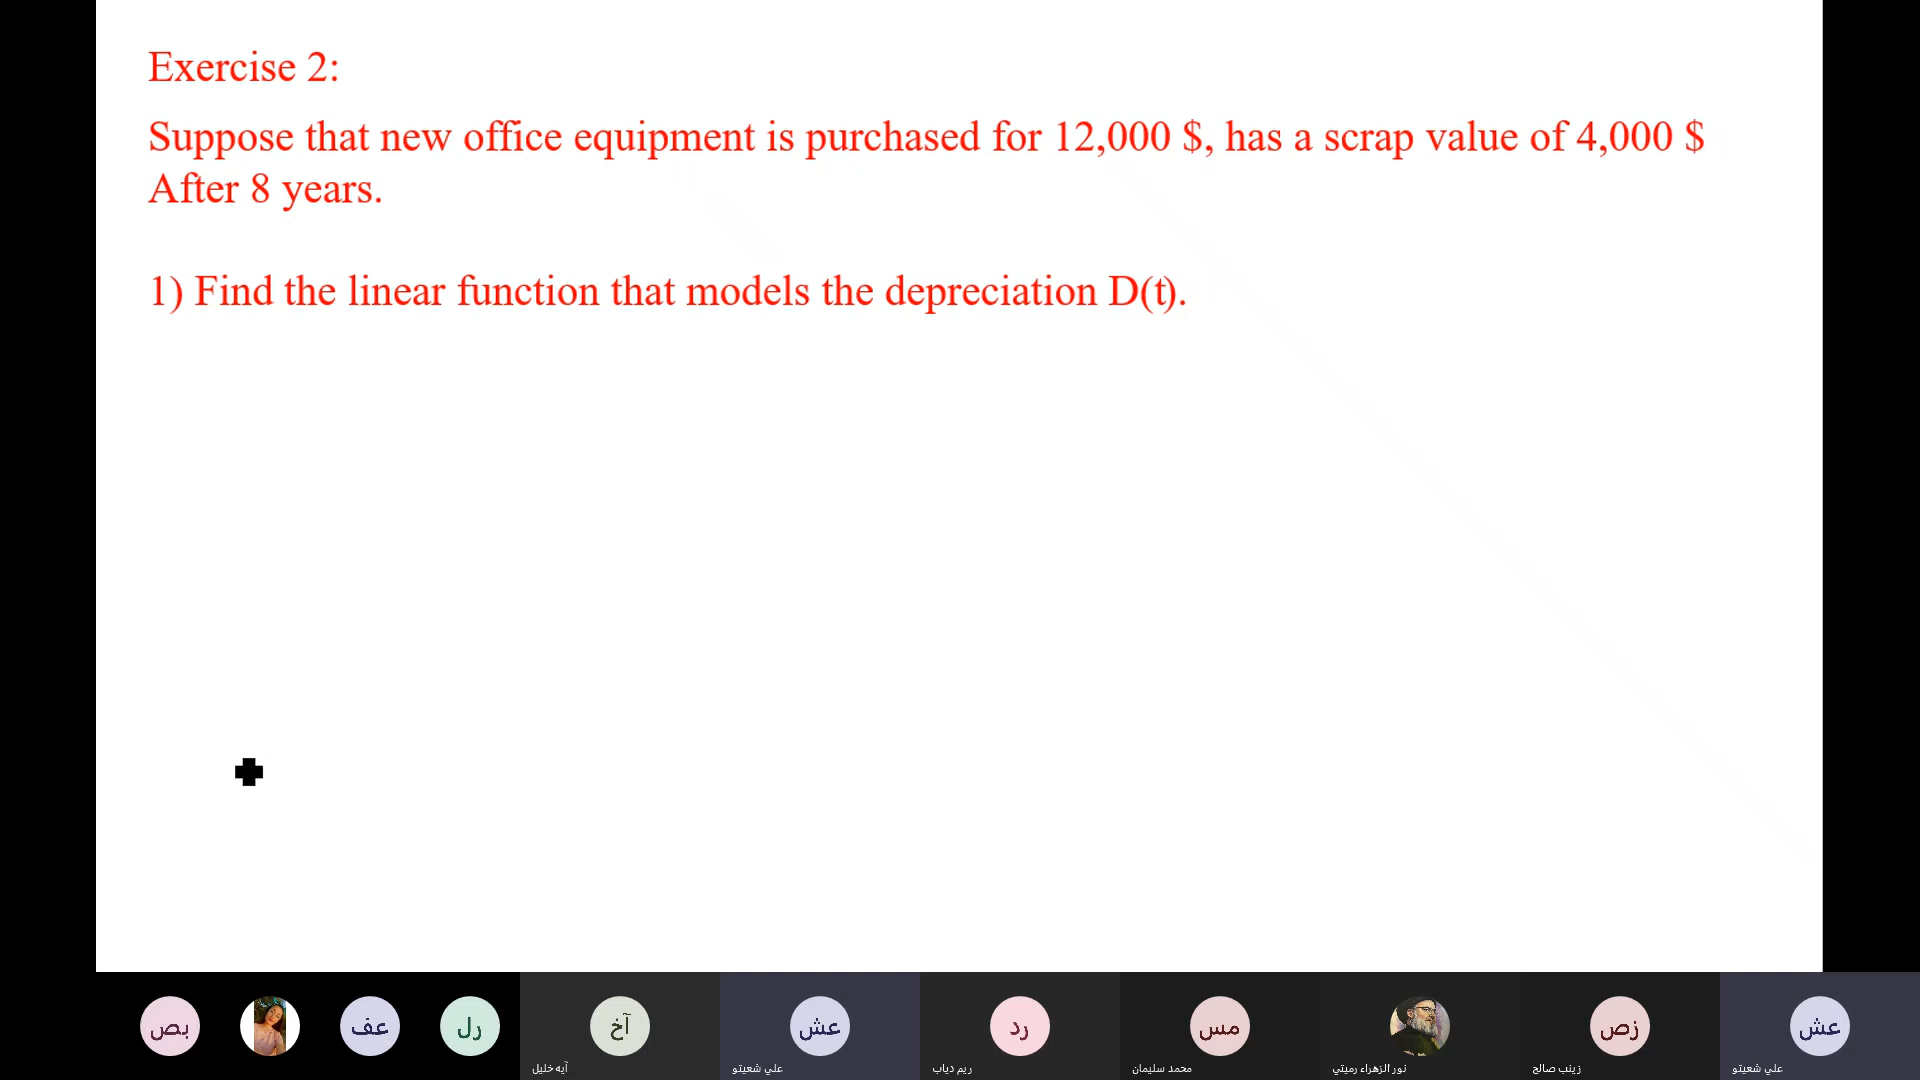 Exercise 2:
Suppose that new office equipment is purchased for 12,000 $, has a scrap value of 4,000 $
After 8 years.
1) Find the linear function that models the depreciation D(t).
بص
عف
رل
آخ
عش
رد
مس
زص
عش
آيه خليل
علي شعيتو
ريم دياب
محمد سليمان
نور الزهراء رميتي
زينب صالح
علي شعيتو